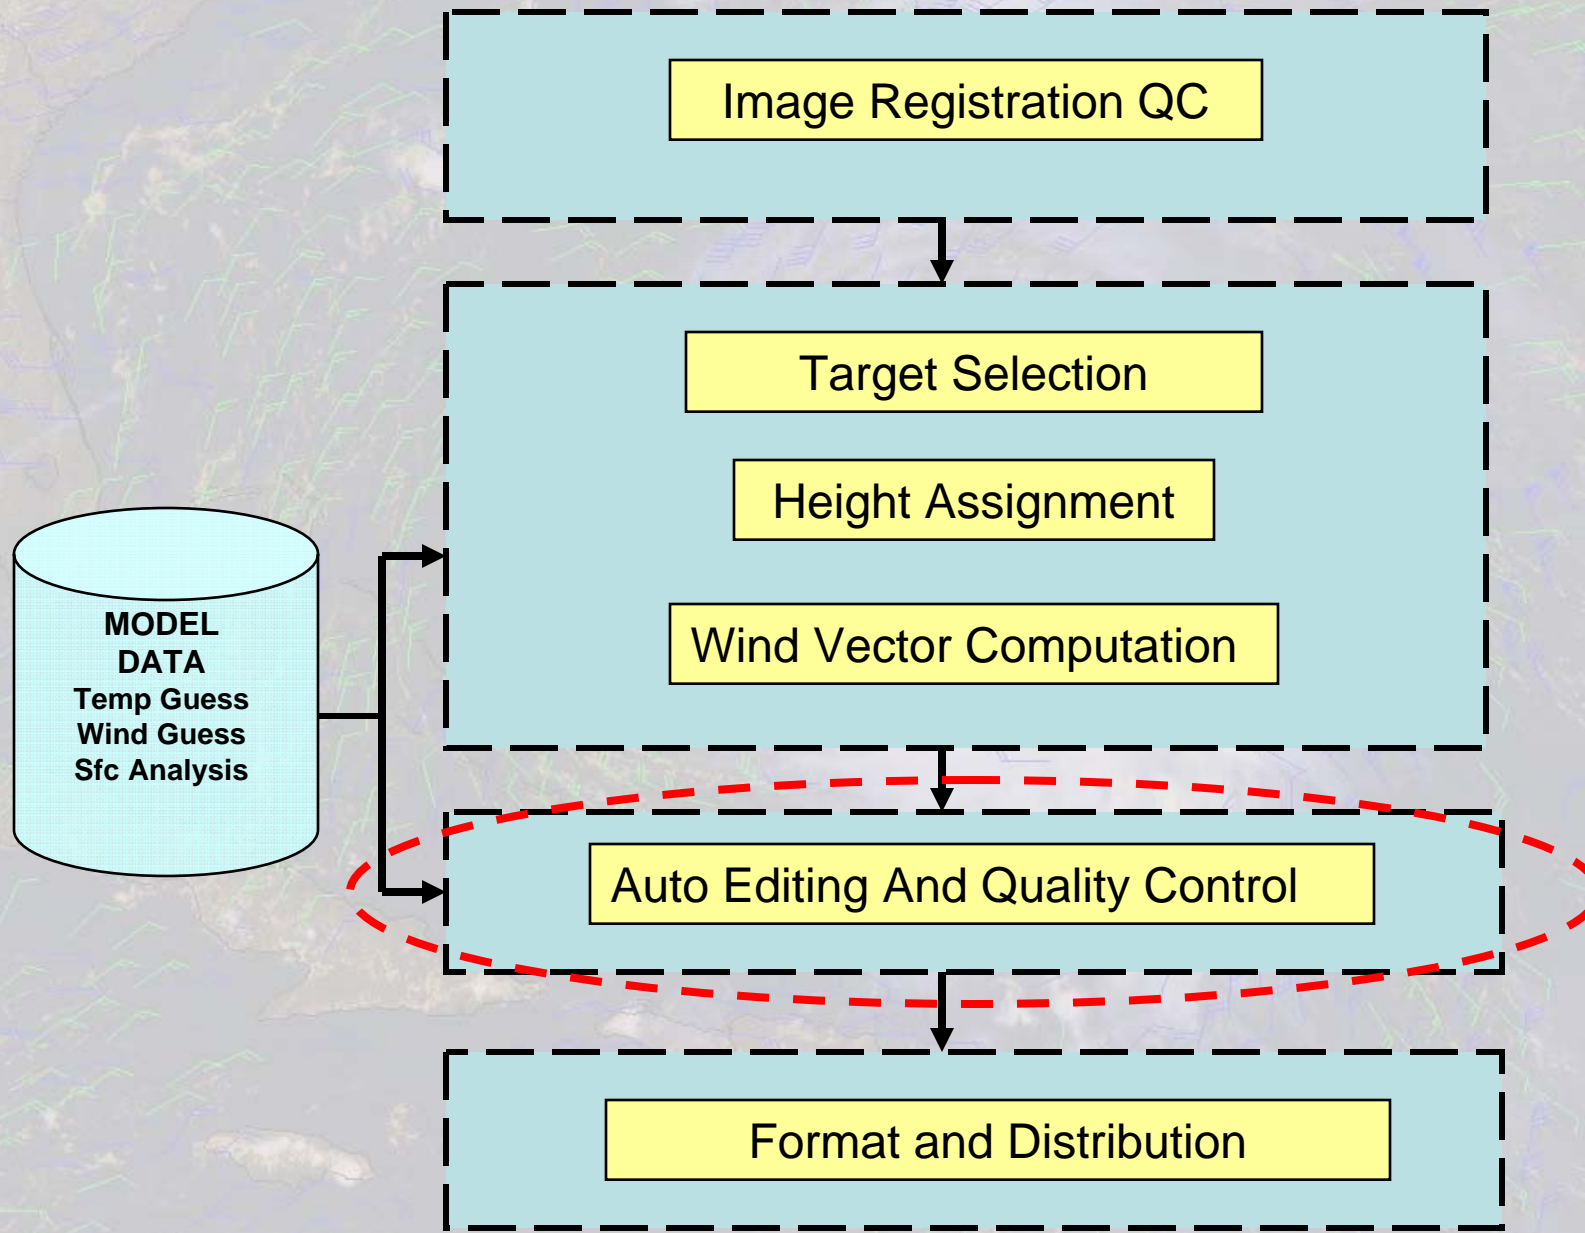 Image Registration QC
Target Selection
Height Assignment
Wind Vector Computation
MODEL
DATA
Temp Guess
Wind Guess
Sfc Analysis
Auto Editing And Quality Control
Format and Distribution